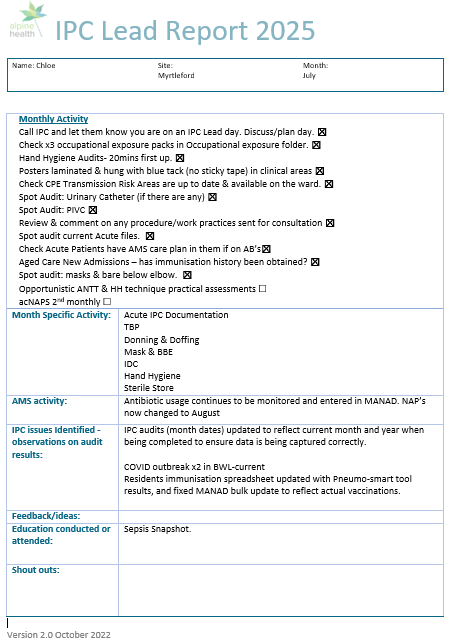 alpine
health
IPC Lead Report 2025
Name: Chloe
Site:
Myrtleford
Month:
July
Monthly Activity
Call IPC and let them know you are on an IPC Lead day. Discuss/plan day. ☒
Check x3 occupational exposure packs in Occupational exposure folder. ☒
Hand Hygiene Audits- 20mins first up. ☒
Posters laminated & hung with blue tack (no sticky tape) in clinical areas ☒
Check CPE Transmission Risk Areas are up to date & available on the ward. ☒
Spot Audit: Urinary Catheter (if there are any) ☒
Spot Audit: PIVC ☒
Review & comment on any procedure/work practices sent for consultation ☒
Spot audit current Acute files. ☒
Check Acute Patients have AMS care plan in them if on AB's☒
Aged Care New Admissions – has immunisation history been obtained? ☒
Spot audit: masks & bare below elbow. ☒
Opportunistic ANTT & HH technique practical assessments ☐
acNAPS 2nd monthly ☐
Month Specific Activity:
Acute IPC Documentation
TBP
Donning & Doffing
Mask & BBE
IDC
Hand Hygiene
Sterile Store
AMS activity:
Antibiotic usage continues to be monitored and entered in MANAD. NAP's
now changed to August
IPC issues Identified -
observations on audit
results:
IPC audits (month dates) updated to reflect current month and year when
being completed to ensure data is being captured correctly.
COVID outbreak x2 in BWL-current
Residents immunisation spreadsheet updated with Pneumo-smart tool
results, and fixed MANAD bulk update to reflect actual vaccinations.
Feedback/ideas:
Education conducted or
attended:
Sepsis Snapshot.
Shout outs:
Version 2.0 October 2022